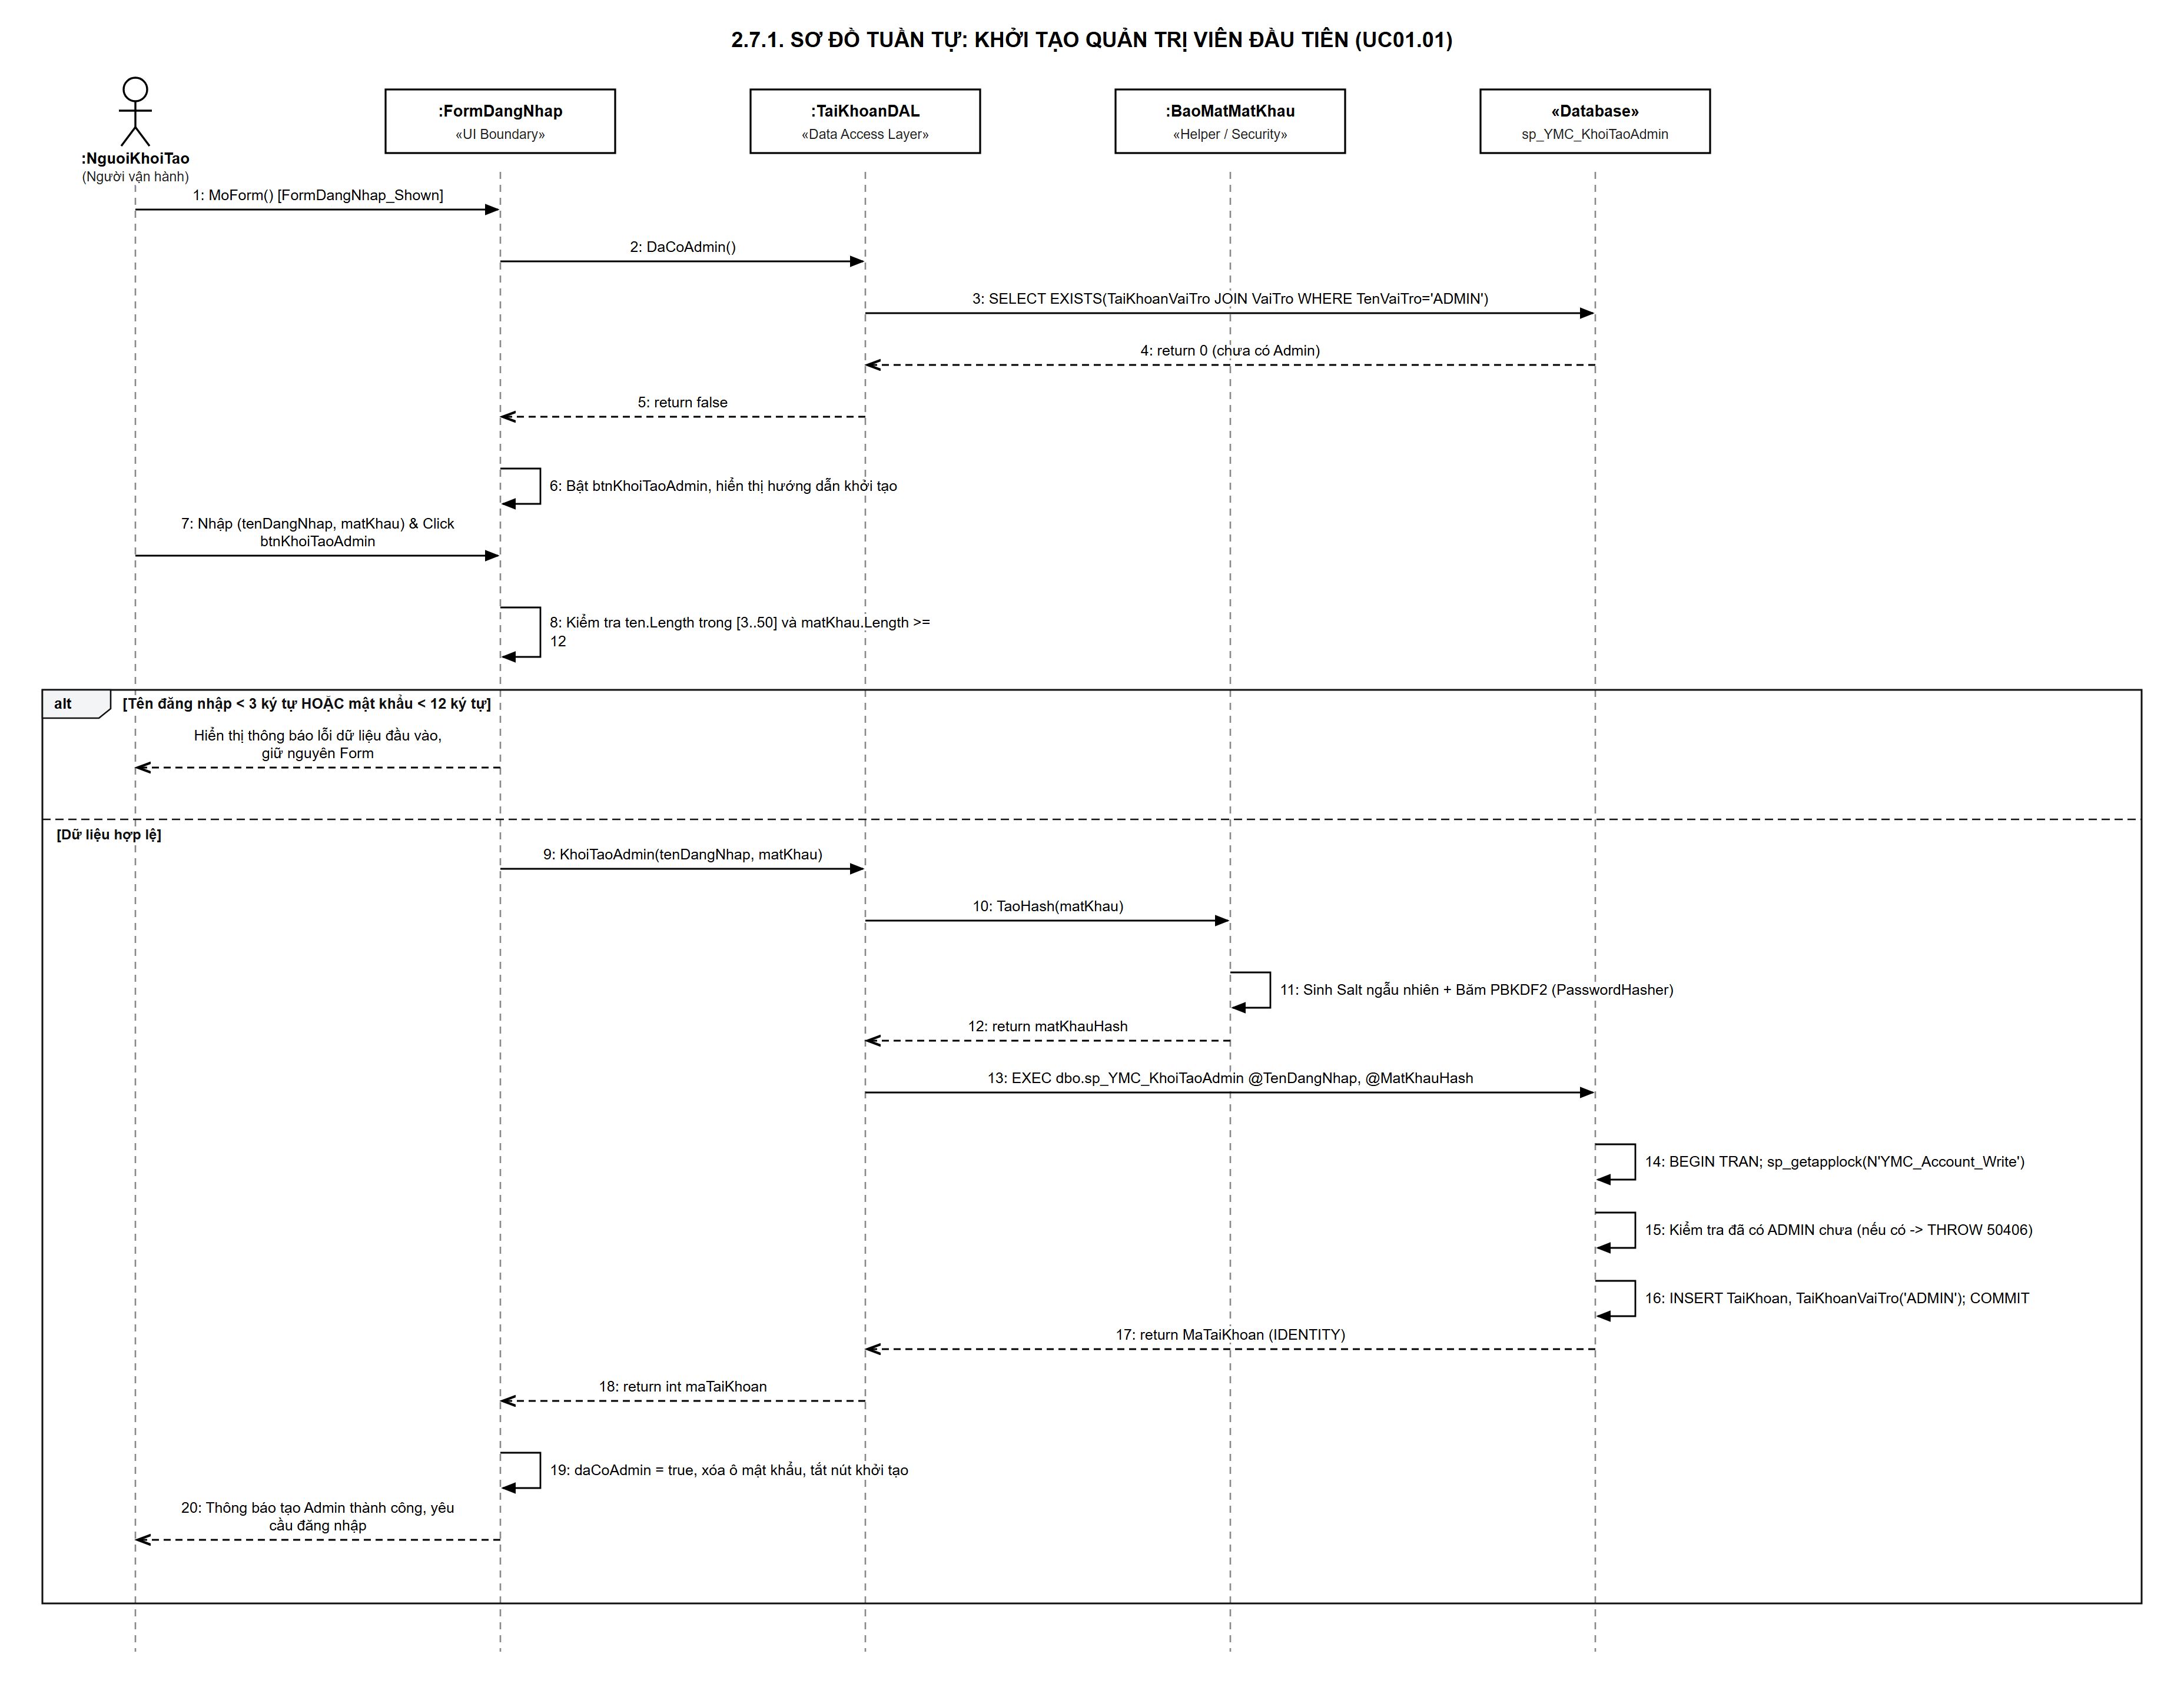 2.7.1. SƠ ĐỒ TUẦN TỰ: KHỞI TẠO QUẢN TRỊ VIÊN ĐẦU TIÊN (UC01.01)
:NguoiKhoiTao
(Người vận hành)
:FormDangNhap
«UI Boundary»
:TaiKhoanDAL
«Data Access Layer»
:BaoMatMatKhau
«Helper / Security»
«Database»
sp_YMC_KhoiTaoAdmin
1: MoForm() [FormDangNhap_Shown]
2: DaCoAdmin()
3: SELECT EXISTS(TaiKhoanVaiTro JOIN VaiTro WHERE TenVaiTro='ADMIN')
4: return 0 (chưa có Admin)
5: return false
6: Bật btnKhoiTaoAdmin, hiển thị hướng dẫn khởi tạo
7: Nhập (tenDangNhap, matKhau) & Click
btnKhoiTaoAdmin
8: Kiểm tra ten.Length trong [3..50] và matKhau.Length >=
12
alt
[Tên đăng nhập < 3 ký tự HOẶC mật khẩu < 12 ký tự]
Hiển thị thông báo lỗi dữ liệu đầu vào,
giữ nguyên Form
[Dữ liệu hợp lệ]
9: KhoiTaoAdmin(tenDangNhap, matKhau)
10: TaoHash(matKhau)
11: Sinh Salt ngẫu nhiên + Băm PBKDF2 (PasswordHasher)
12: return matKhauHash
13: EXEC dbo.sp_YMC_KhoiTaoAdmin @TenDangNhap, @MatKhauHash
14: BEGIN TRAN; sp_getapplock(N'YMC_Account_Write')
15: Kiểm tra đã có ADMIN chưa (nếu có -> THROW 50406)
16: INSERT TaiKhoan, TaiKhoanVaiTro('ADMIN'); COMMIT
17: return MaTaiKhoan (IDENTITY)
18: return int maTaiKhoan
19: daCoAdmin = true, xóa ô mật khẩu, tắt nút khởi tạo
20: Thông báo tạo Admin thành công, yêu
cầu đăng nhập